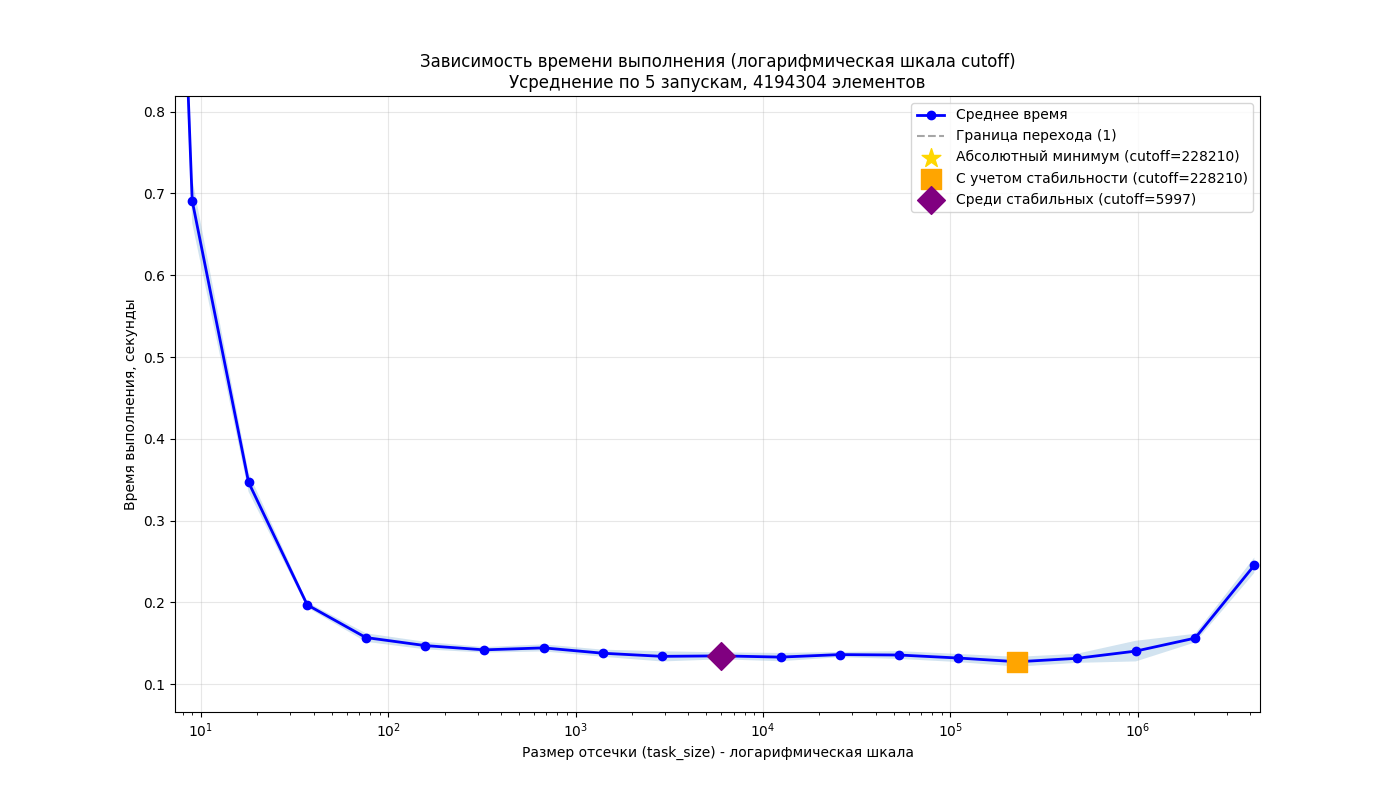 Зависимость времени выполнения (логарифмическая шкала cutoff)
Усреднение по 5 запускам, 4194304 элементов
Среднее время
Граница перехода (1)
Абсолютный минимум (cutoff=228210)
С учетом стабильности (cutoff=228210)
Среди стабильных (cutoff=5997)
Время выполнения, секунды
0.8
0.7
0.6
0.5
0.4
0.3
0.2
0.1
10¹
10²
10³
10⁴
10⁵
10⁶
Размер отсечки (task_size) - логарифмическая шкала